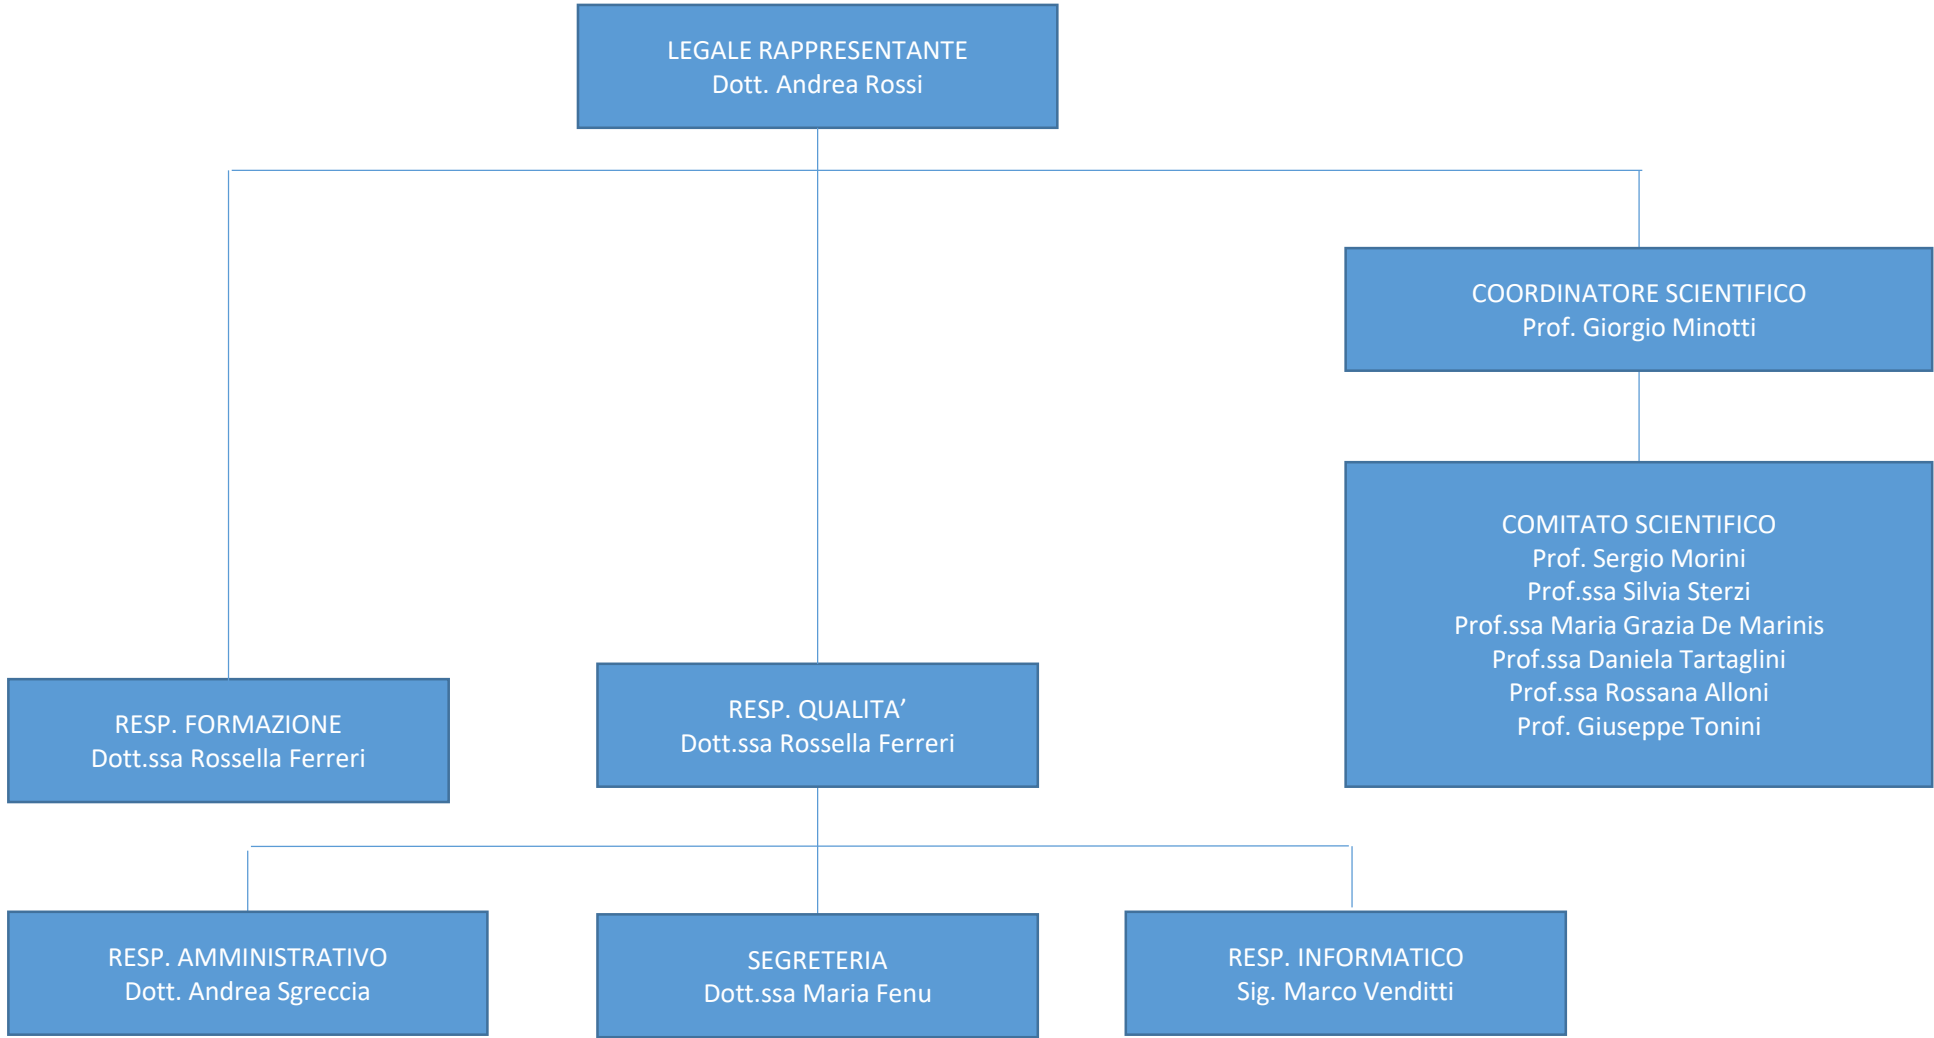 LEGALE RAPPRESENTANTE
Dott. Andrea Rossi
COORDINATORE SCIENTIFICO
Prof. Giorgio Minotti
COMITATO SCIENTIFICO
Prof. Sergio Morini
Prof.ssa Silvia Sterzi
Prof.ssa Maria Grazia De Marinis
Prof.ssa Daniela Tartaglini
Prof.ssa Rossana Alloni
Prof. Giuseppe Tonini
RESP. FORMAZIONE
Dott.ssa Rossella Ferreri
RESP. QUALITA’
Dott.ssa Rossella Ferreri
RESP. AMMINISTRATIVO
Dott. Andrea Sgreccia
SEGRETERIA
Dott.ssa Maria Fenu
RESP. INFORMATICO
Sig. Marco Venditti